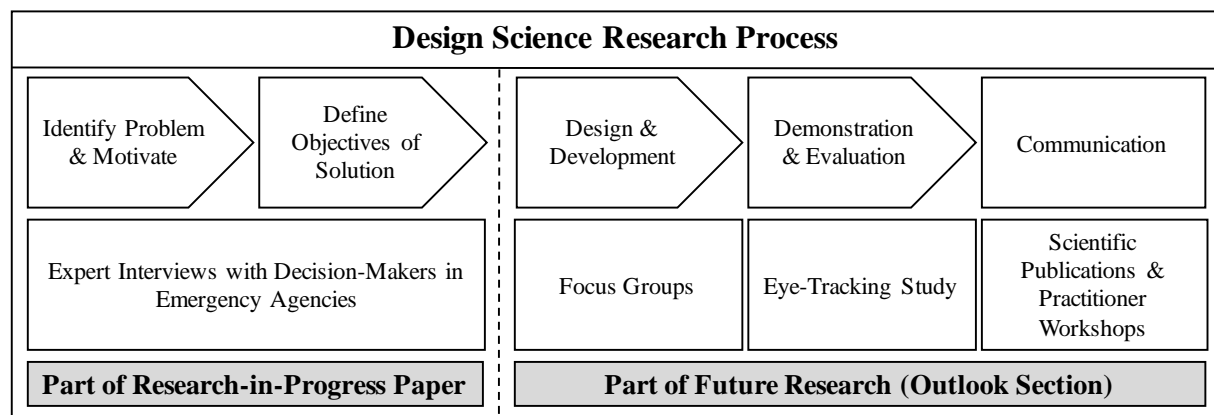 Design Science Research Process
Identify Problem
& Motivate
Define
Objectives of
Solution
Design &
Development
Demonstration
& Evaluation
Communication
Expert Interviews with Decision-Makers in
Emergency Agencies
Focus Groups
Eye-Tracking Study
Scientific
Publications &
Practitioner
Workshops
Part of Research-in-Progress Paper
Part of Future Research (Outlook Section)